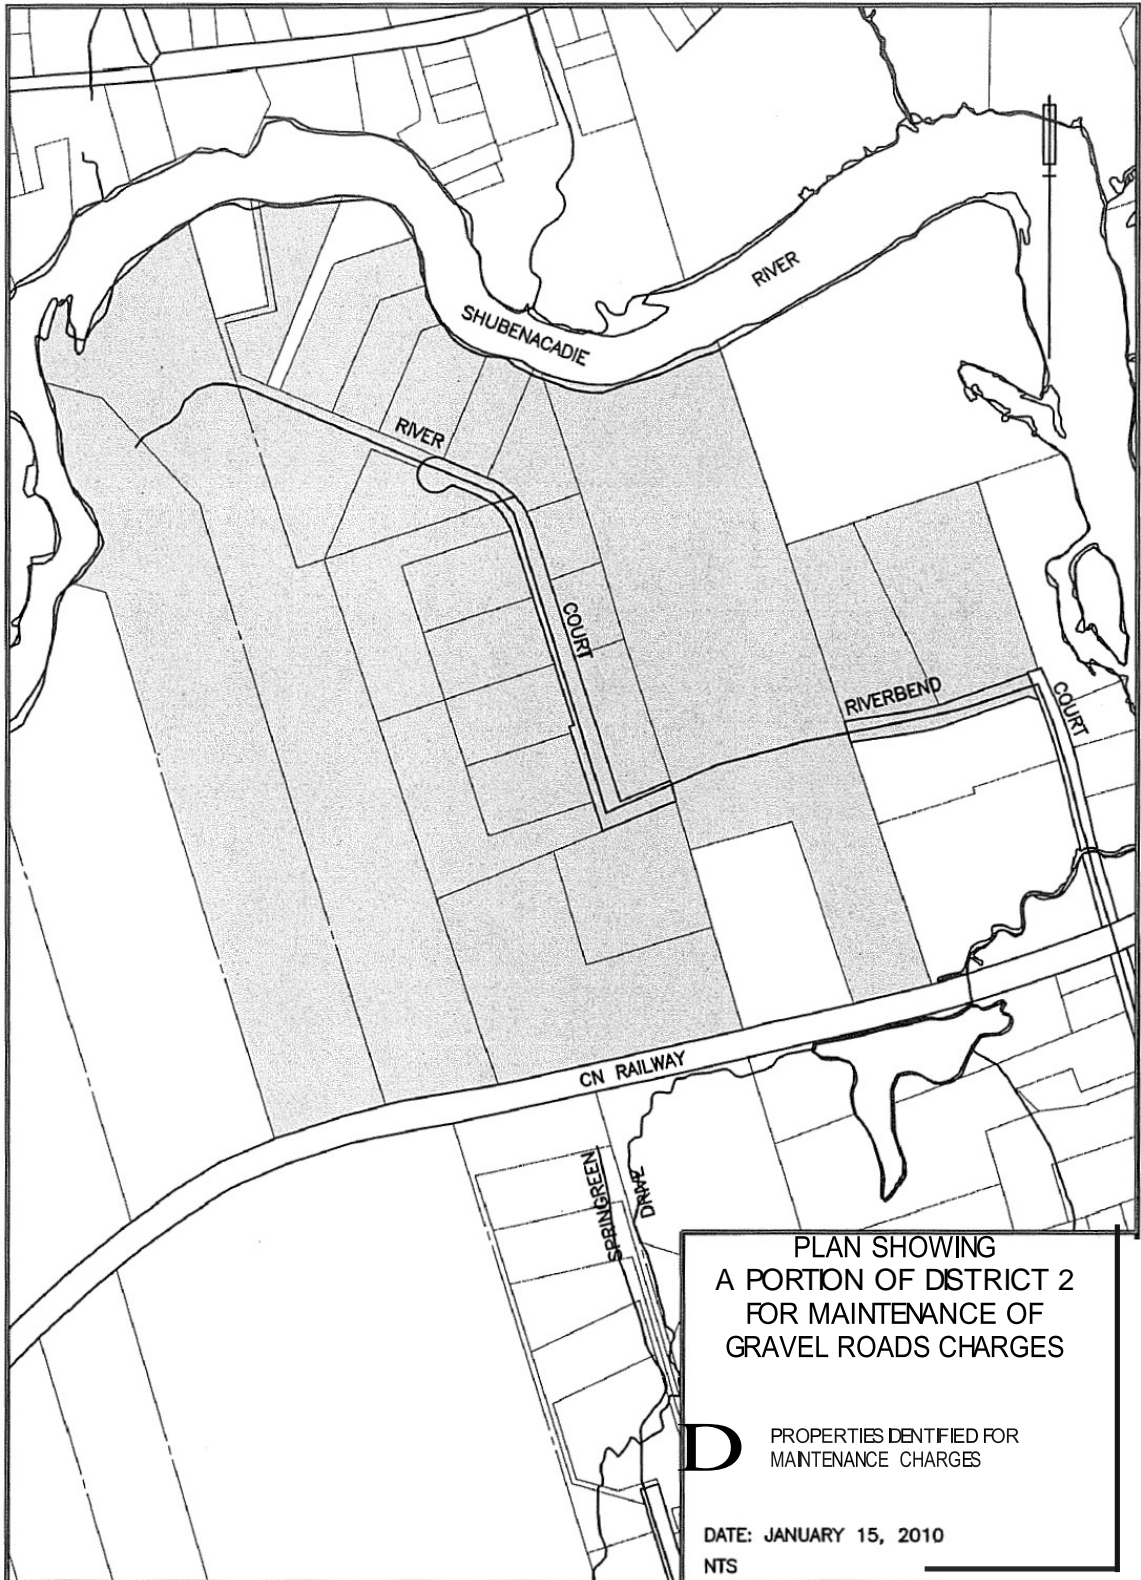 RIVER
SHUBENACADIE
RIVER
COURT
RIVERBEND
COURT
CN RAILWAY
SPRINGREEN
DRIVE
PLAN SHOWING
A PORTION OF DISTRICT 2
FOR MAINTENANCE OF
GRAVEL ROADS CHARGES
D
PROPERTIES IDENTIFIED FOR
MAINTENANCE CHARGES
DATE: JANUARY 15, 2010
NTS